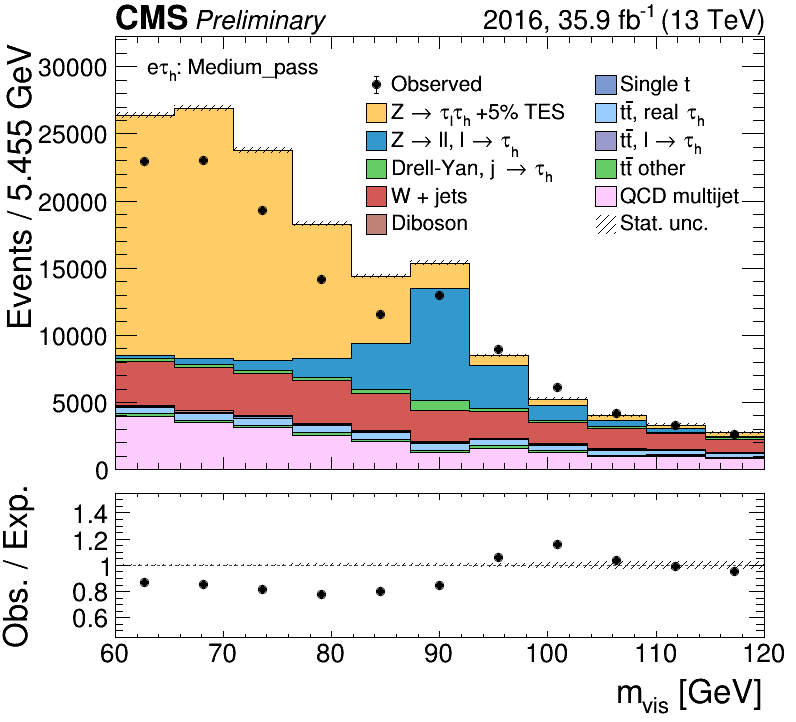 CMS Preliminary 2016, 35.9 fb⁻¹ (13 TeV)
Events / 5.455 GeV
30000
25000
20000
15000
10000
5000
0
eτₕ: Medium_pass
Observed
Z → τₗτₕ +5% TES
Z → ll, l → τₕ
Drell-Yan, j → τₕ
W + jets
Diboson
Single t
tt̄, real τₕ
tt̄, l → τₕ
tt̄ other
QCD multijet
Stat. unc.
Obs. / Exp.
1.4
1.2
1
0.8
0.6
60 70 80 90 100 110 120
m_vis [GeV]